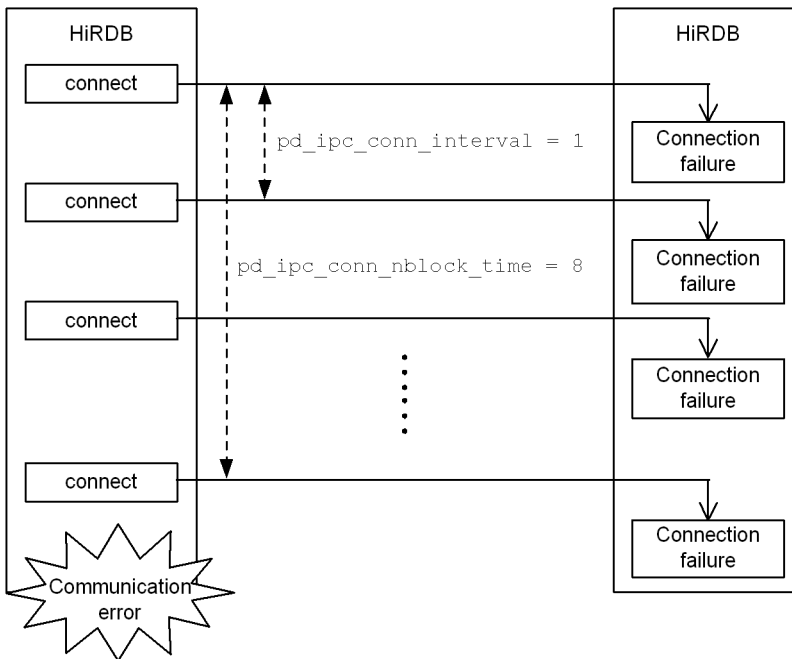 HiRDB
HiRDB
connect
Connection
failure
pd_ipc_conn_interval = 1
connect
Connection
failure
pd_ipc_conn_nblock_time = 8
connect
Connection
failure
connect
Connection
failure
Communication
error